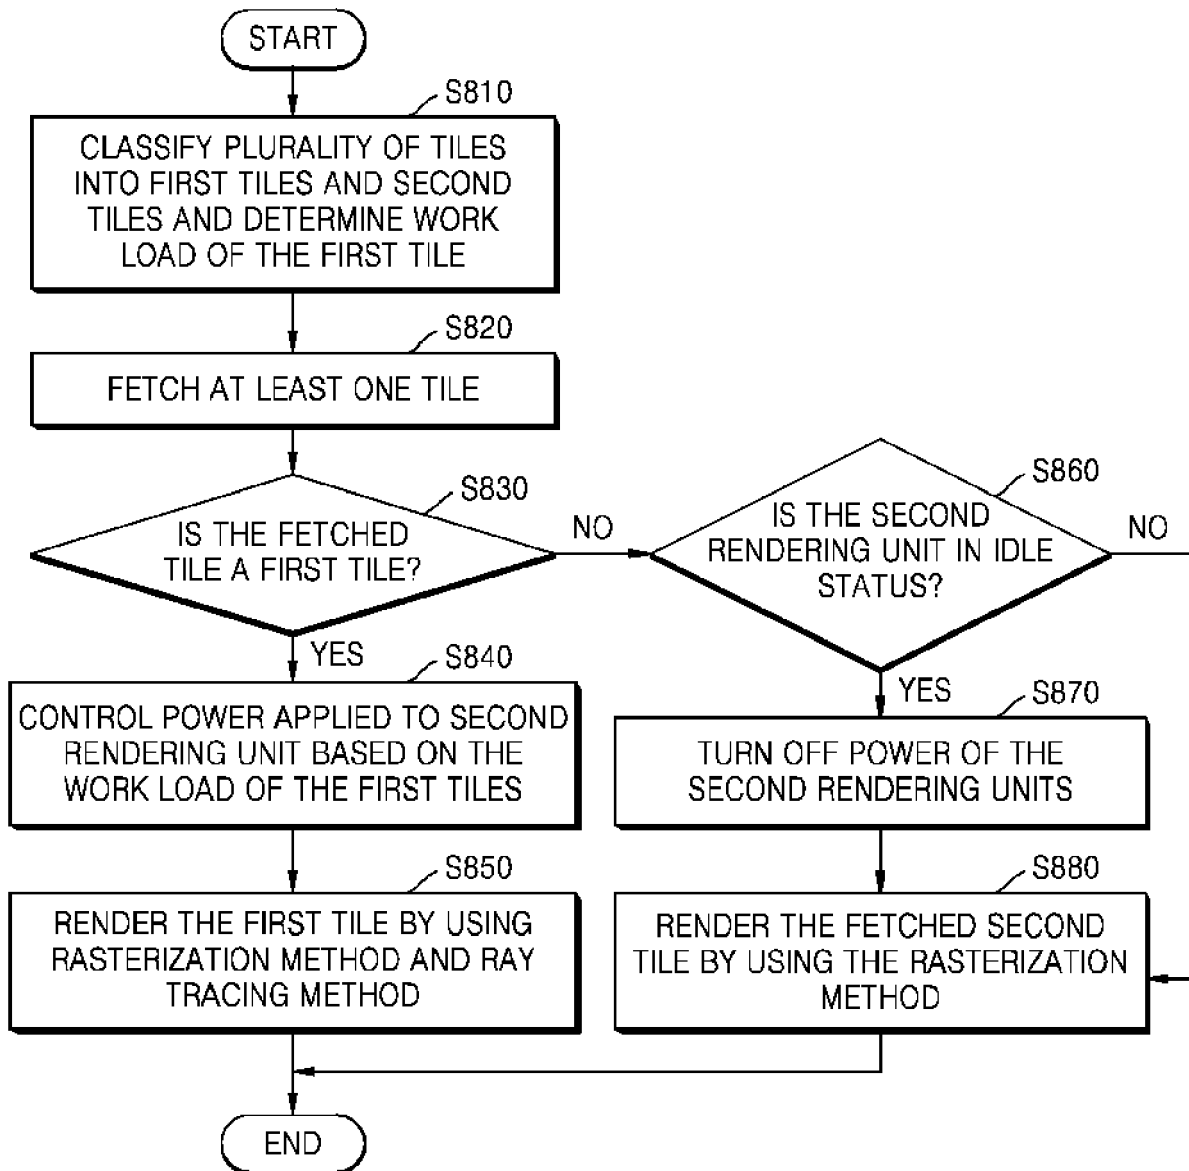 START
S810
CLASSIFY PLURALITY OF TILES
INTO FIRST TILES AND SECOND
TILES AND DETERMINE WORK
LOAD OF THE FIRST TILE
S820
FETCH AT LEAST ONE TILE
S830
IS THE FETCHED
TILE A FIRST TILE?
NO
YES
S860
IS THE SECOND
RENDERING UNIT IN IDLE
STATUS?
NO
YES
S840
CONTROL POWER APPLIED TO SECOND
RENDERING UNIT BASED ON THE
WORK LOAD OF THE FIRST TILES
S870
TURN OFF POWER OF THE
SECOND RENDERING UNITS
S850
RENDER THE FIRST TILE BY USING
RASTERIZATION METHOD AND RAY
TRACING METHOD
S880
RENDER THE FETCHED SECOND
TILE BY USING THE RASTERIZATION
METHOD
END